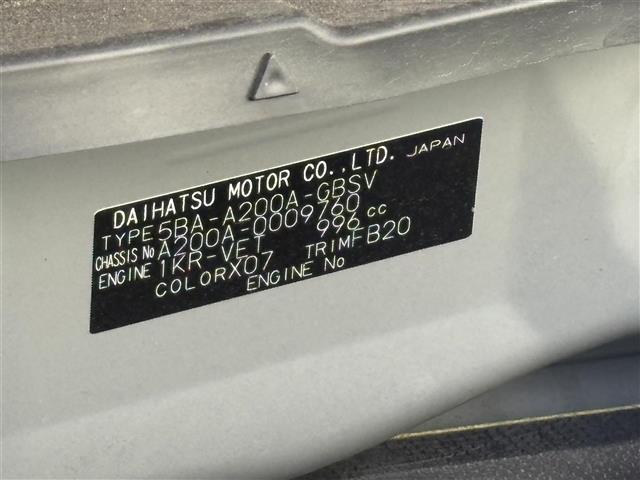 DAIHATSU MOTOR CO.,LTD. JAPAN
TYPE 5BA-A200A-GBSV
CHASSIS No A200A-0009760
ENGINE 1KR-VET 996 cc
COLOR X07 TRIM FB20
ENGINE No